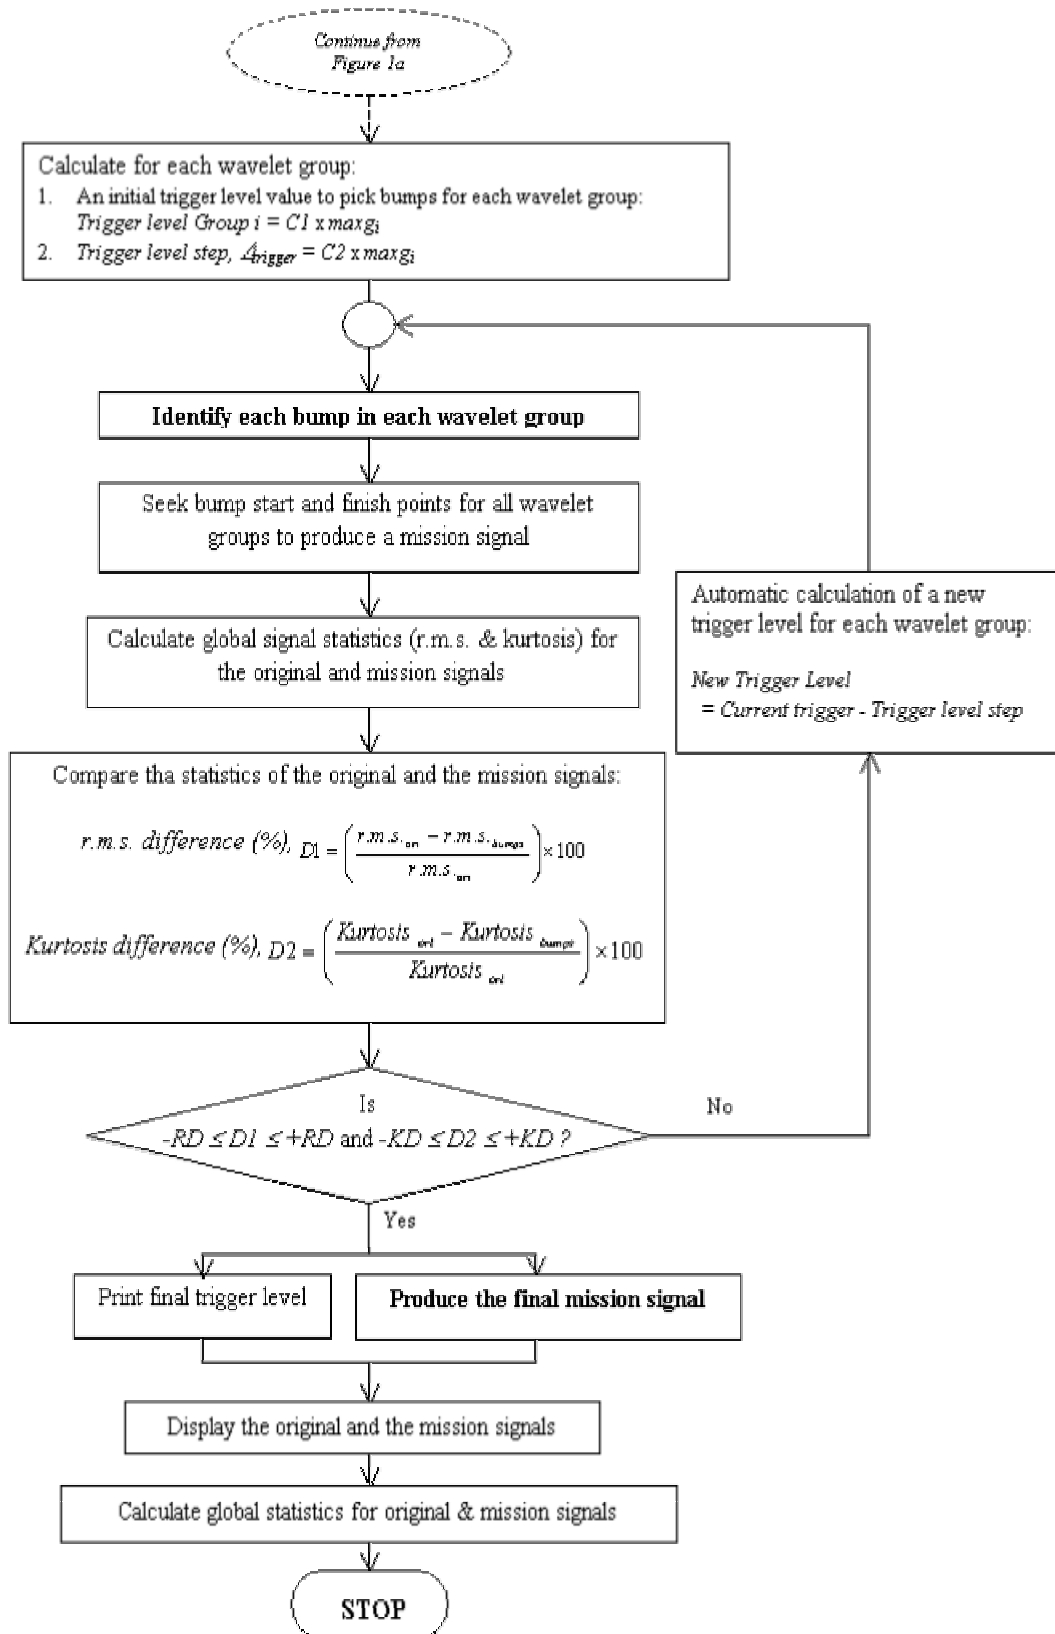 Continue from
Figure 1a
Calculate for each wavelet group:
1. An initial trigger level value to pick bumps for each wavelet group:
Trigger level Group i = C1 x maxgi
2. Trigger level step, Δtrigger = C2 x maxgi
Identify each bump in each wavelet group
Seek bump start and finish points for all wavelet
groups to produce a mission signal
Calculate global signal statistics (r.m.s. & kurtosis) for
the original and mission signals
Automatic calculation of a new
trigger level for each wavelet group:
New Trigger Level
= Current trigger - Trigger level step
Compare tha statistics of the original and the mission signals:
r.m.s. difference (%), D1 = ( r.m.s.ori − r.m.s.bumps / r.m.s.ori ) × 100
Kurtosis difference (%), D2 = ( Kurtosis ori − Kurtosis bumps / Kurtosis ori ) × 100
Is
-RD ≤ D1 ≤ +RD and -KD ≤ D2 ≤ +KD ?
No
Yes
Print final trigger level
Produce the final mission signal
Display the original and the mission signals
Calculate global statistics for original & mission signals
STOP